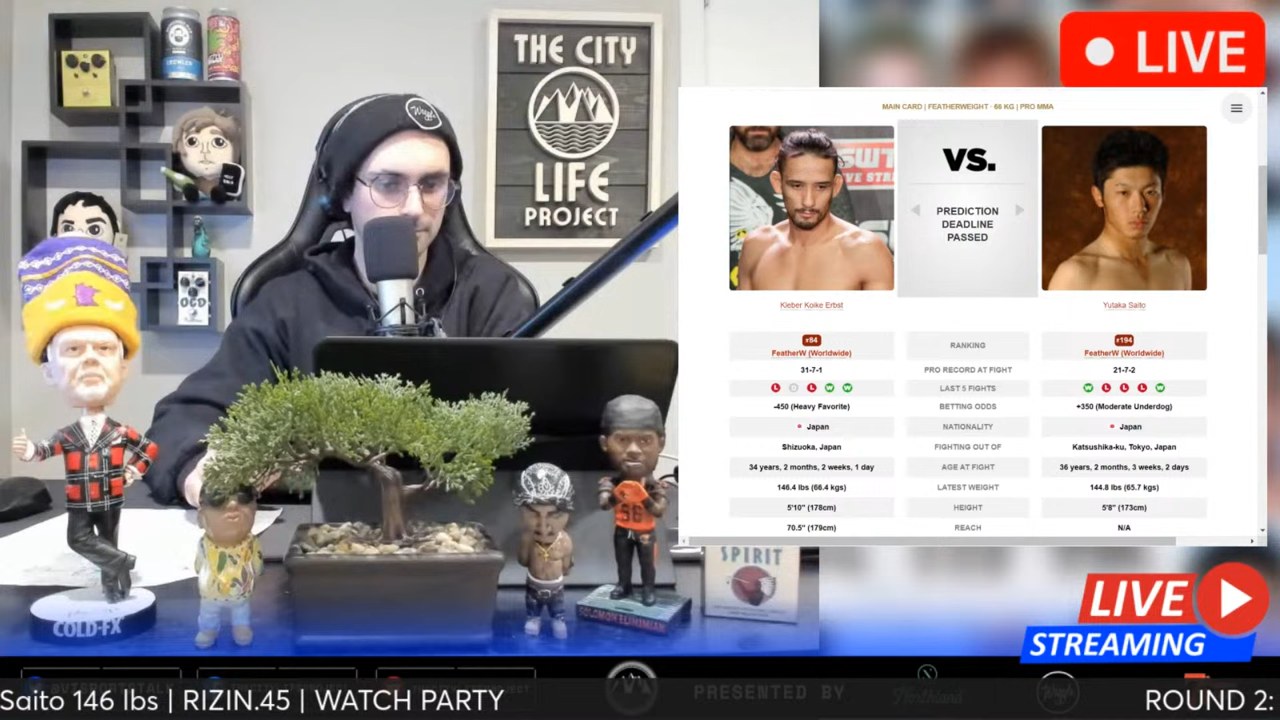 THE CITY
LIFE
PROJECT
OCD
COLD-FX
SOLOMON ELIMIMIAN
SPIRIT
LIVE
MAIN CARD | FEATHERWEIGHT · 66 KG | PRO MMA
VS.
PREDICTION
DEADLINE
PASSED
Kleber Koike Erbst
Yutaka Saito
#84 RANKING #194
FeatherW (Worldwide) FeatherW (Worldwide)
31-7-1 PRO RECORD AT FIGHT 21-7-2
L D L W W LAST 5 FIGHTS W L L L W
-450 (Heavy Favorite) BETTING ODDS +350 (Moderate Underdog)
Japan NATIONALITY Japan
Shizuoka, Japan FIGHTING OUT OF Katsushika-ku, Tokyo, Japan
34 years, 2 months, 2 weeks, 1 day AGE AT FIGHT 36 years, 2 months, 3 weeks, 2 days
146.4 lbs (66.4 kgs) LATEST WEIGHT 144.8 lbs (65.7 kgs)
5'10" (178cm) HEIGHT 5'8" (173cm)
70.5" (179cm) REACH N/A
LIVE
STREAMING
PRESENTED BY
Northland
Saito 146 lbs | RIZIN.45 | WATCH PARTY
ROUND 2: